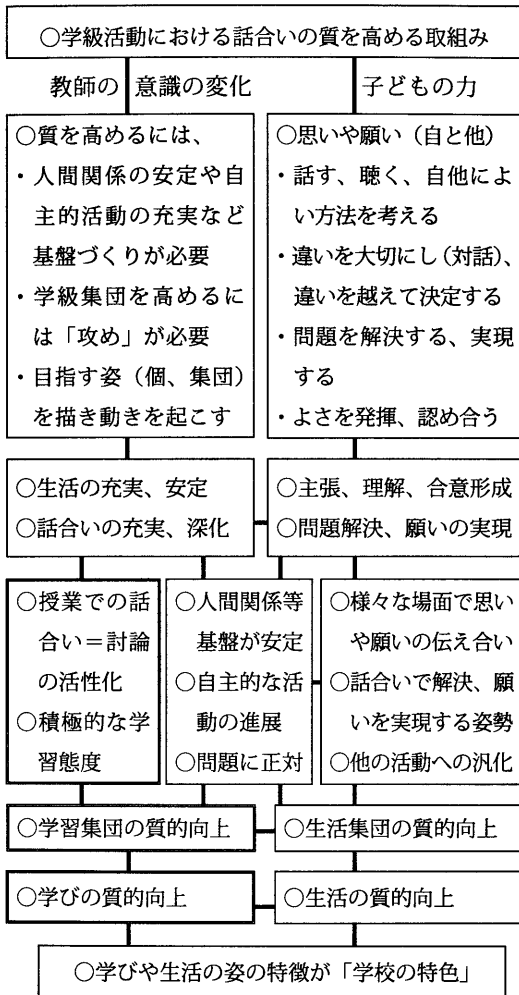 ○学級活動における話合いの質を高める取組み
教師の意識の変化
子どもの力
○質を高めるには、
・人間関係の安定や自
主的活動の充実など
基盤づくりが必要
・学級集団を高めるに
は「攻め」が必要
・目指す姿（個、集団）
を描き動きを起こす
○思いや願い（自と他）
・話す、聴く、自他によ
い方法を考える
・違いを大切にし（対話）、
違いを越えて決定する
・問題を解決する、実現
する
・よさを発揮、認め合う
○生活の充実、安定
○話合いの充実、深化
○主張、理解、合意形成
○問題解決、願いの実現
○授業での話
合い＝討論
の活性化
○積極的な学
習態度
○人間関係等
基盤が安定
○自主的な活
動の進展
○問題に正対
○様々な場面で思い
や願いの伝え合い
○話合いで解決、願
いを実現する姿勢
○他の活動への汎化
○学習集団の質的向上
○生活集団の質的向上
○学びの質的向上
○生活の質的向上
○学びや生活の姿の特徴が「学校の特色」